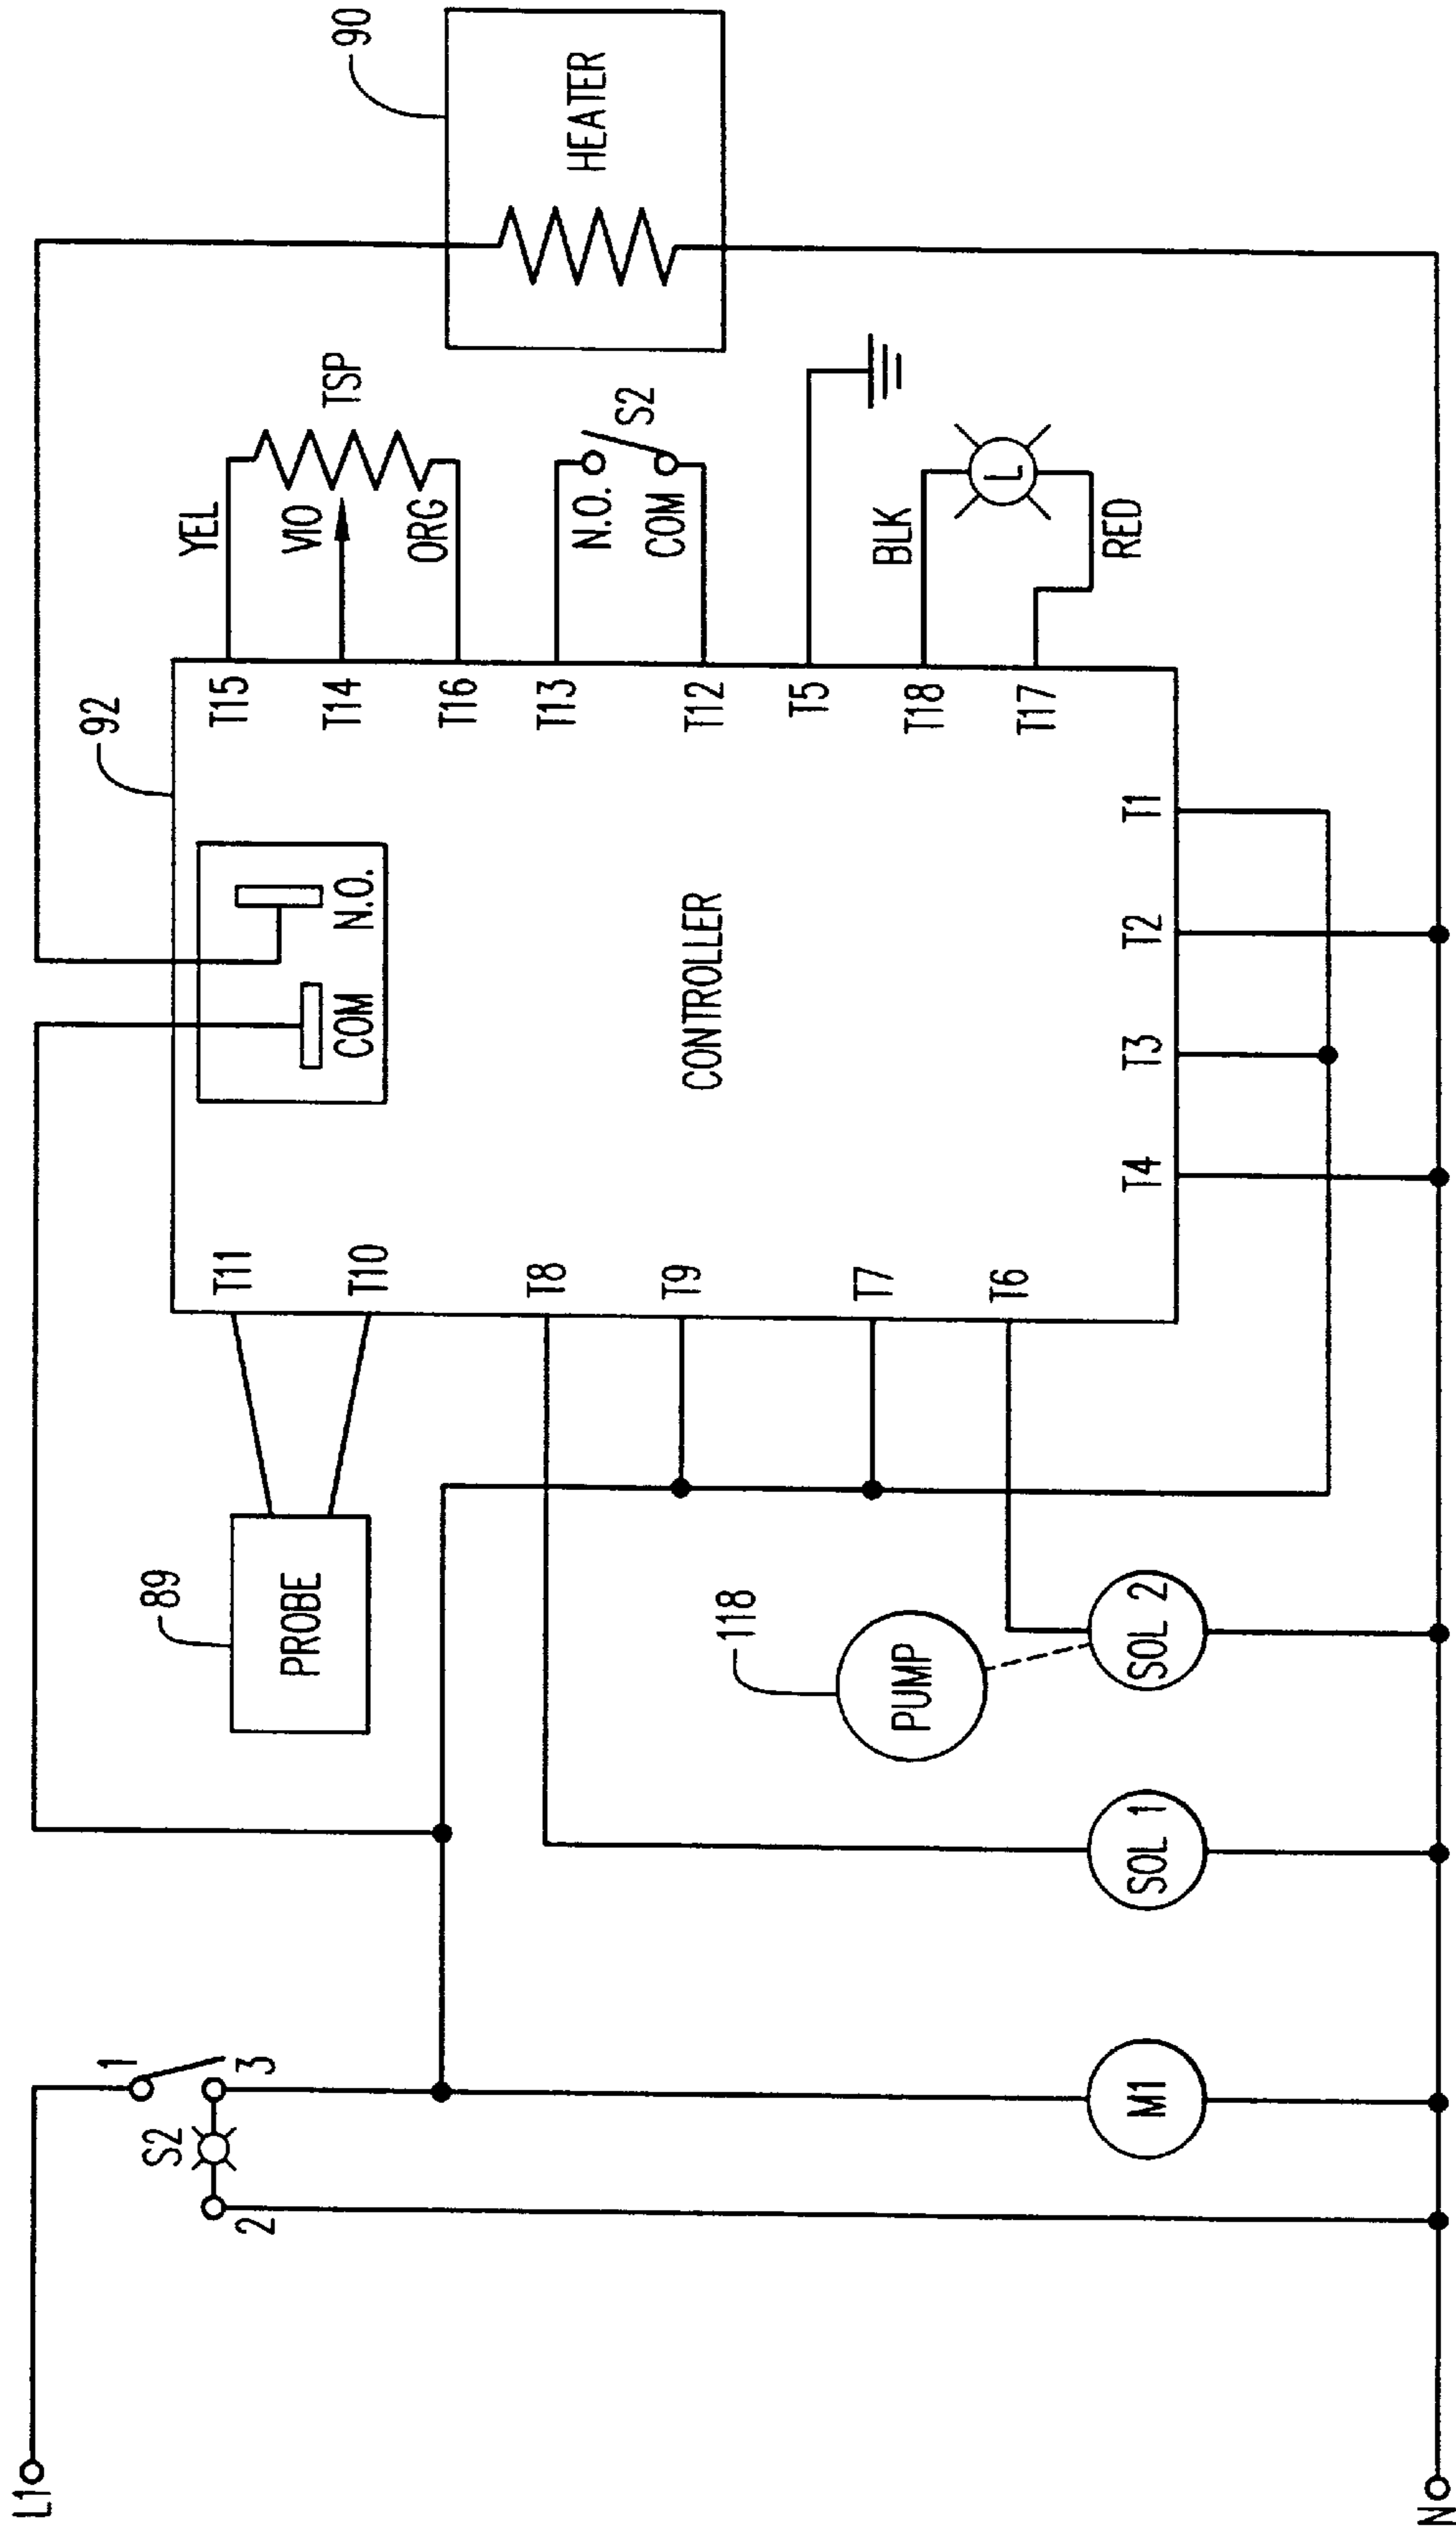 L1
1
3
S2
2
M1
N
SOL 1
SOL 2
PUMP
118
PROBE
89
T11
T10
T8
T9
T7
T6
T4
T3
T2
T1
CONTROLLER
COM
N.O.
92
T15
T14
T16
T13
T12
T5
T18
T17
YEL
VIO
ORG
TSP
N.O.
COM
S2
BLK
L
RED
HEATER
90